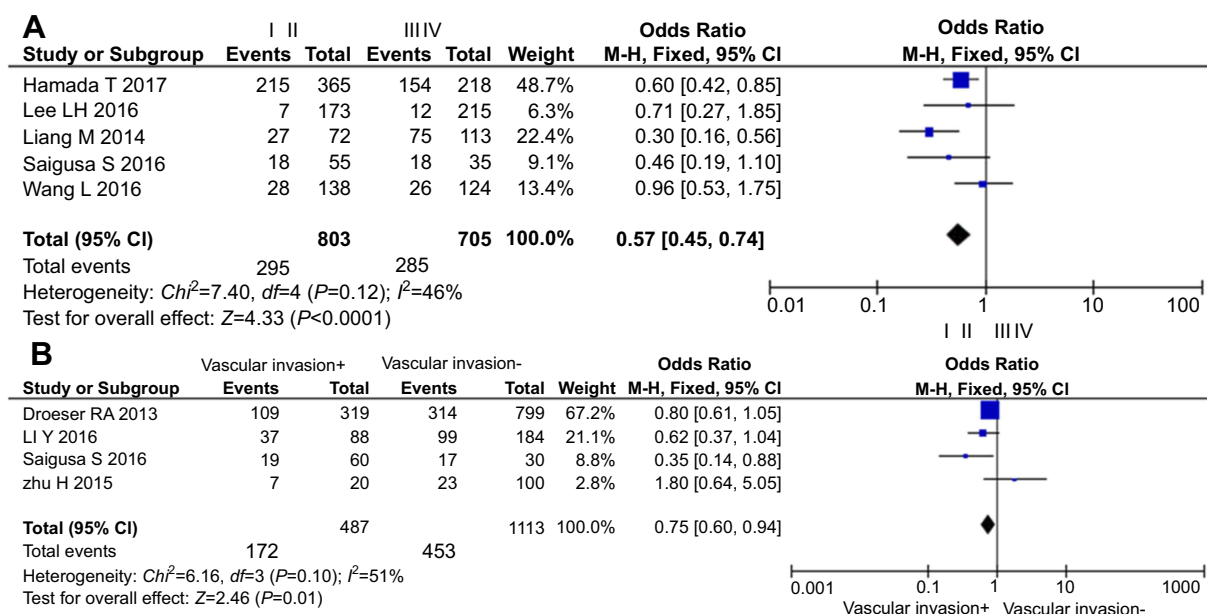 A I II III IV Odds Ratio Odds Ratio
Study or Subgroup Events Total Events Total Weight M-H, Fixed, 95% CI M-H, Fixed, 95% CI
Hamada T 2017 215 365 154 218 48.7% 0.60 [0.42, 0.85]
Lee LH 2016 7 173 12 215 6.3% 0.71 [0.27, 1.85]
Liang M 2014 27 72 75 113 22.4% 0.30 [0.16, 0.56]
Saigusa S 2016 18 55 18 35 9.1% 0.46 [0.19, 1.10]
Wang L 2016 28 138 26 124 13.4% 0.96 [0.53, 1.75]
Total (95% CI) 803 705 100.0% 0.57 [0.45, 0.74]
Total events 295 285
Heterogeneity: Chi²=7.40, df=4 (P=0.12); I²=46%
Test for overall effect: Z=4.33 (P<0.0001)
0.01 0.1 1 10 100
I II III IV
B Vascular invasion+ Vascular invasion- Odds Ratio Odds Ratio
Study or Subgroup Events Total Events Total Weight M-H, Fixed, 95% CI M-H, Fixed, 95% CI
Droeser RA 2013 109 319 314 799 67.2% 0.80 [0.61, 1.05]
LI Y 2016 37 88 99 184 21.1% 0.62 [0.37, 1.04]
Saigusa S 2016 19 60 17 30 8.8% 0.35 [0.14, 0.88]
zhu H 2015 7 20 23 100 2.8% 1.80 [0.64, 5.05]
Total (95% CI) 487 1113 100.0% 0.75 [0.60, 0.94]
Total events 172 453
Heterogeneity: Chi²=6.16, df=3 (P=0.10); I²=51%
Test for overall effect: Z=2.46 (P=0.01)
0.001 0.1 1 10 1000
Vascular invasion+ Vascular invasion-